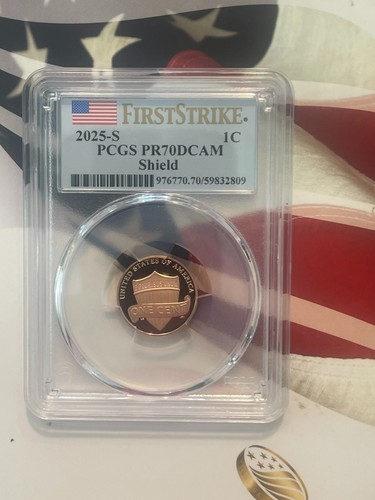 FIRSTSTRIKE®
2025-S 1C
PCGS PR70DCAM
Shield
976770.70/59832809
UNITED STATES OF AMERICA
ONE CENT